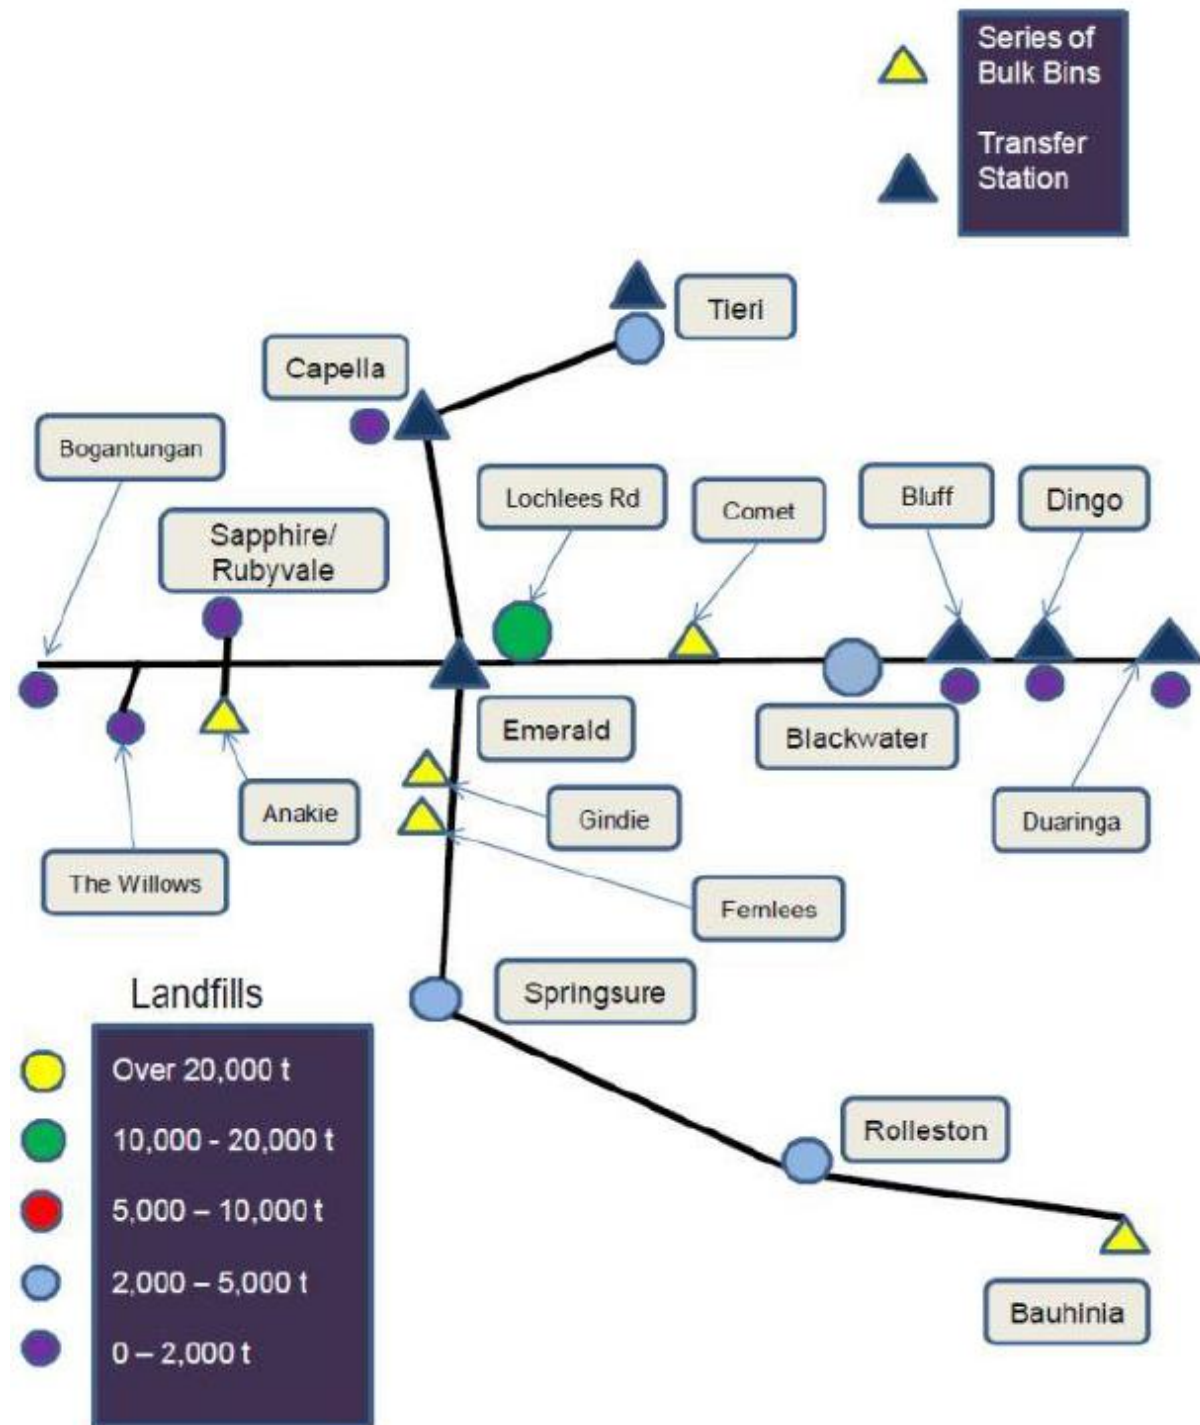 Series of
Bulk Bins
Transfer
Station
Tieri
Capella
Bogantungan
Lochlees Rd
Comet
Bluff
Dingo
Sapphire/
Rubyvale
Emerald
Blackwater
Anakie
Gindie
Duaringa
The Willows
Fernlees
Springsure
Landfills
Over 20,000 t
10,000 - 20,000 t
5,000 – 10,000 t
2,000 – 5,000 t
0 – 2,000 t
Rolleston
Bauhinia